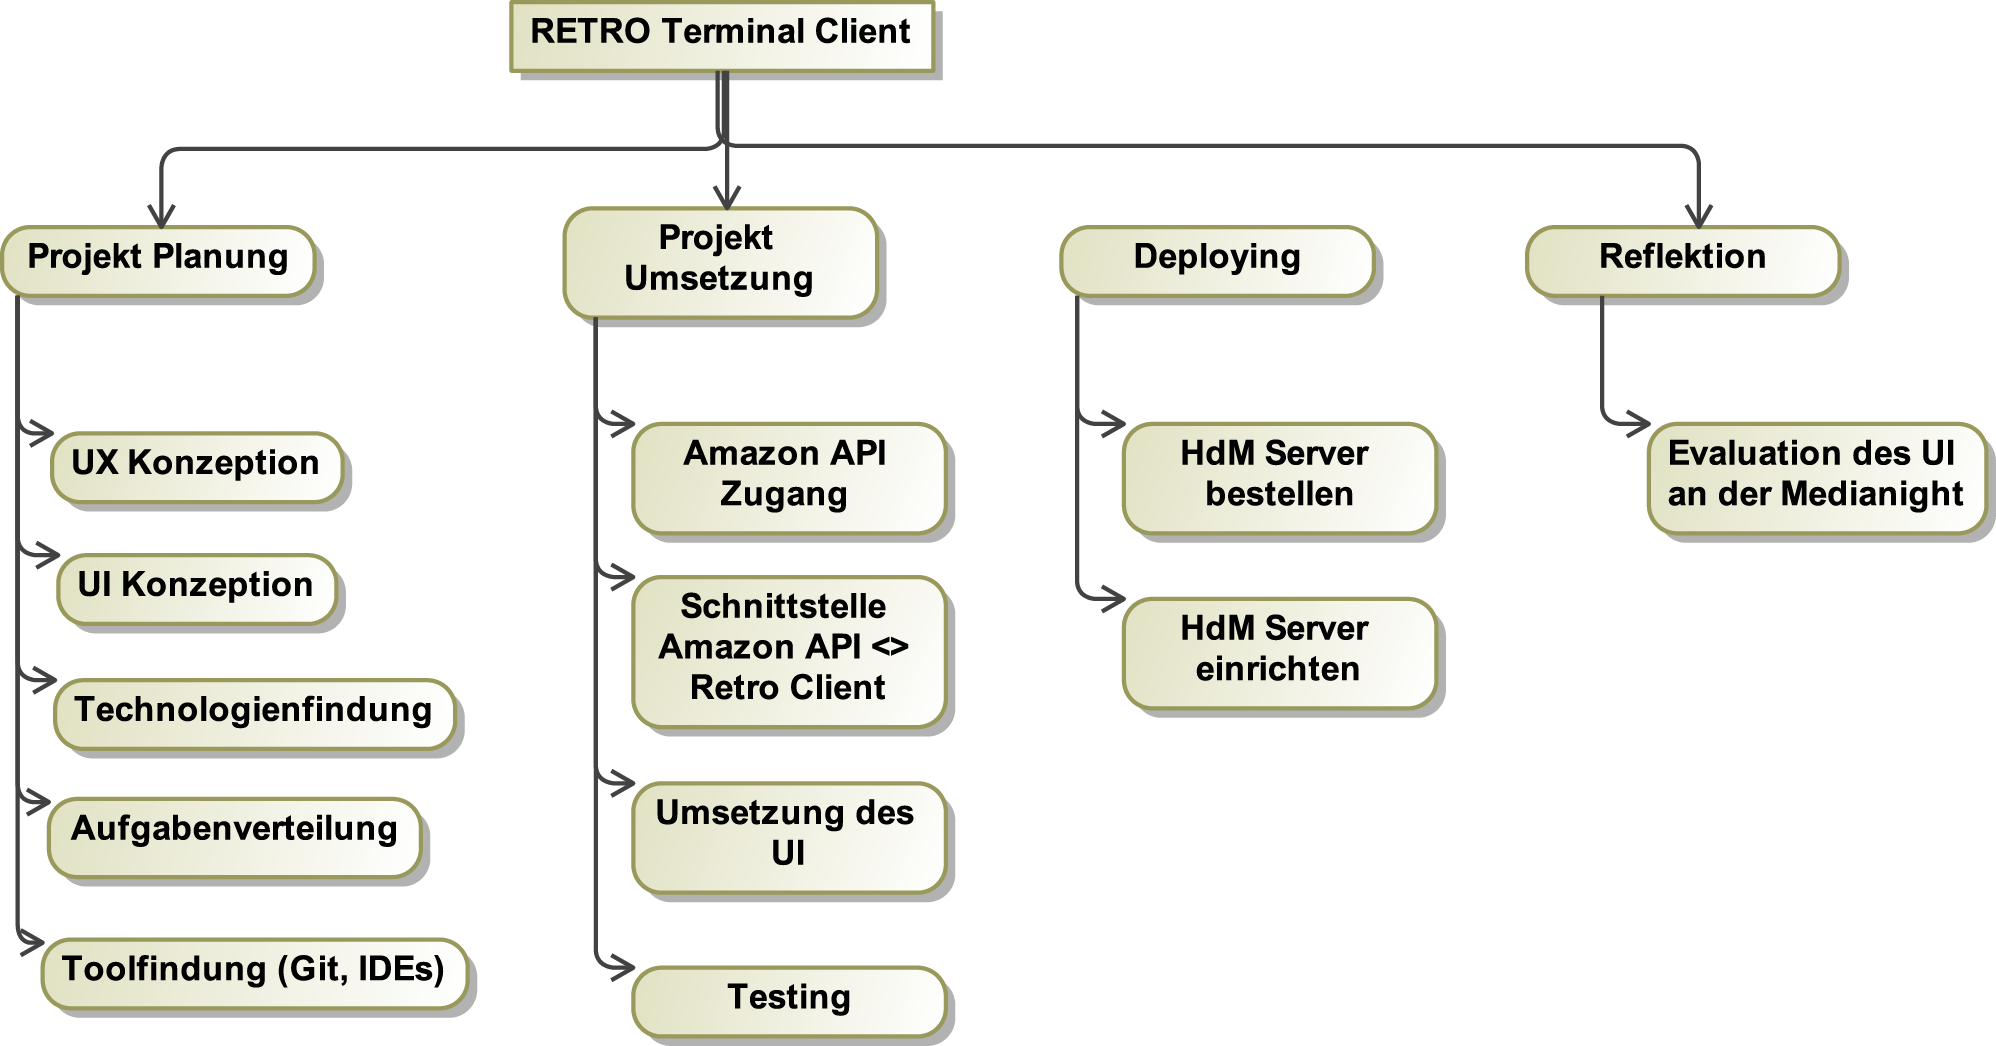 RETRO Terminal Client
Projekt Planung
UX Konzeption
UI Konzeption
Technologienfindung
Aufgabenverteilung
Toolfindung (Git, IDEs)
Projekt
Umsetzung
Amazon API
Zugang
Schnittstelle
Amazon API <>
Retro Client
Umsetzung des
UI
Testing
Deploying
HdM Server
bestellen
HdM Server
einrichten
Reflektion
Evaluation des UI
an der Medianight